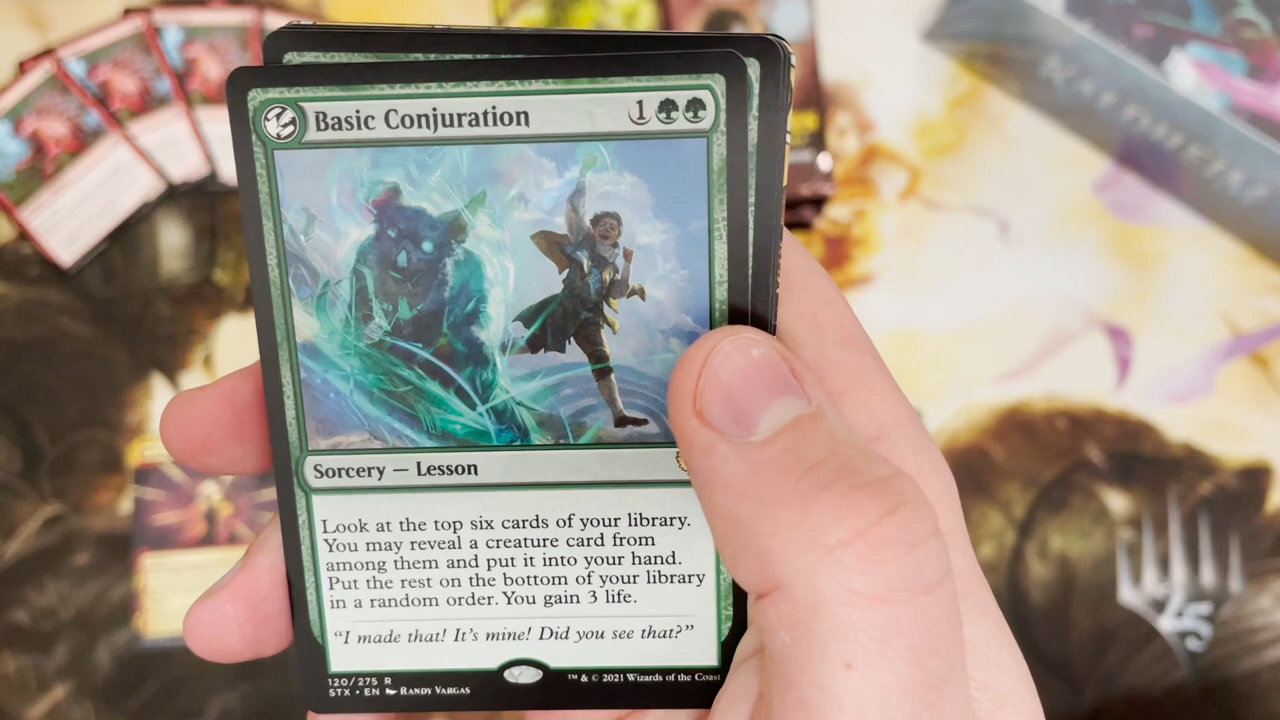 Basic Conjuration 1
Sorcery — Lesson
Look at the top six cards of your library.
You may reveal a creature card from
among them and put it into your hand.
Put the rest on the bottom of your library
in a random order. You gain 3 life.
“I made that! It’s mine! Did you see that?”
120/275 R
STX • EN RANDY VARGAS
™ & © 2021 Wizards of the Coast
KALDHEIM
25